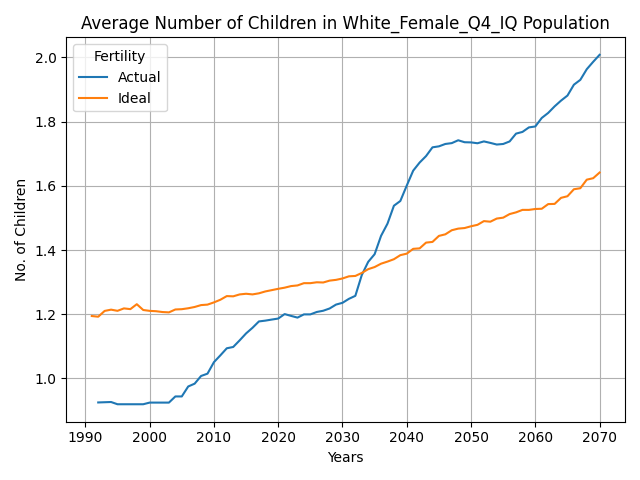 Average Number of Children in White_Female_Q4_IQ Population
Fertility
Actual
Ideal
No. of Children
2.0
1.8
1.6
1.4
1.2
1.0
1990 2000 2010 2020 2030 2040 2050 2060 2070
Years